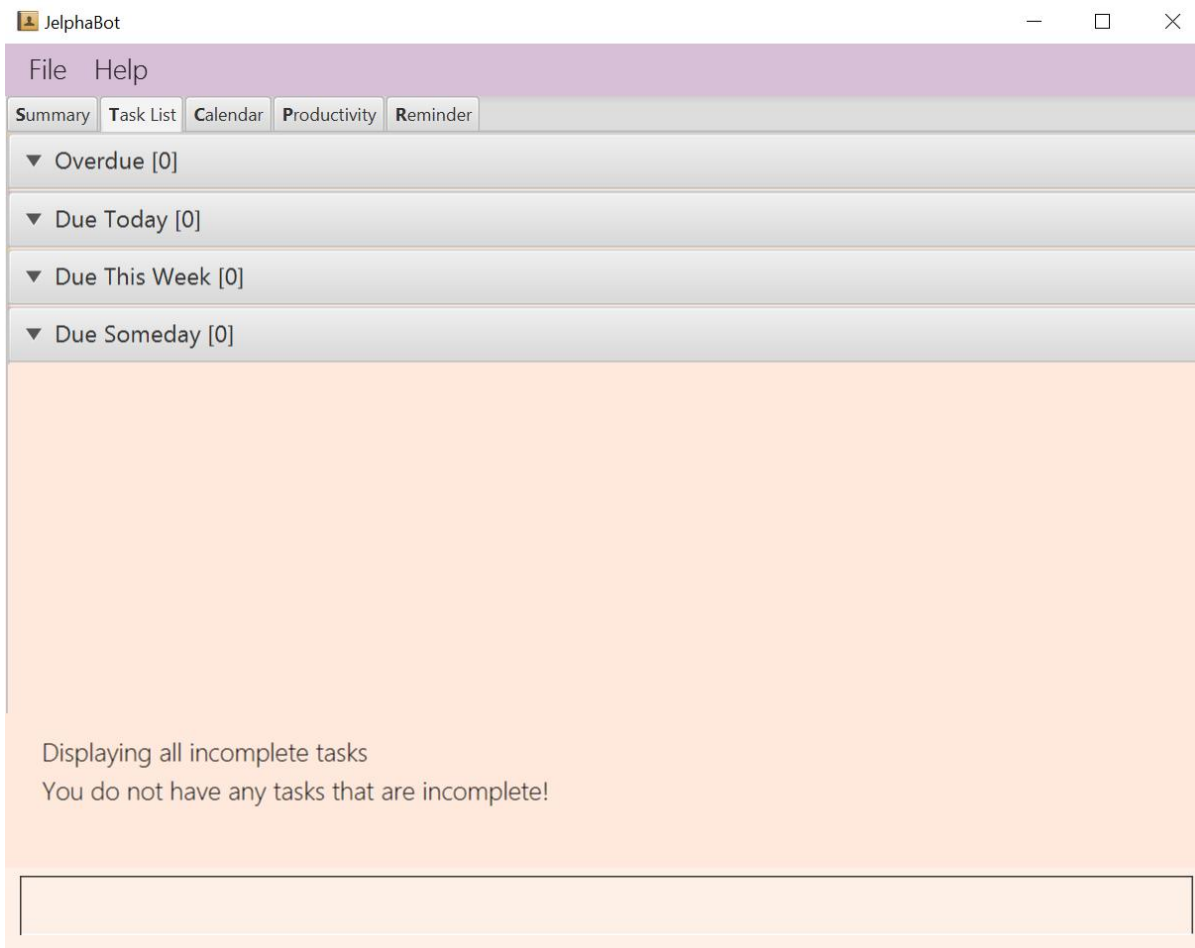 JelphaBot
File Help
Summary Task List Calendar Productivity Reminder
Overdue [0]
Due Today [0]
Due This Week [0]
Due Someday [0]
Displaying all incomplete tasks
You do not have any tasks that are incomplete!